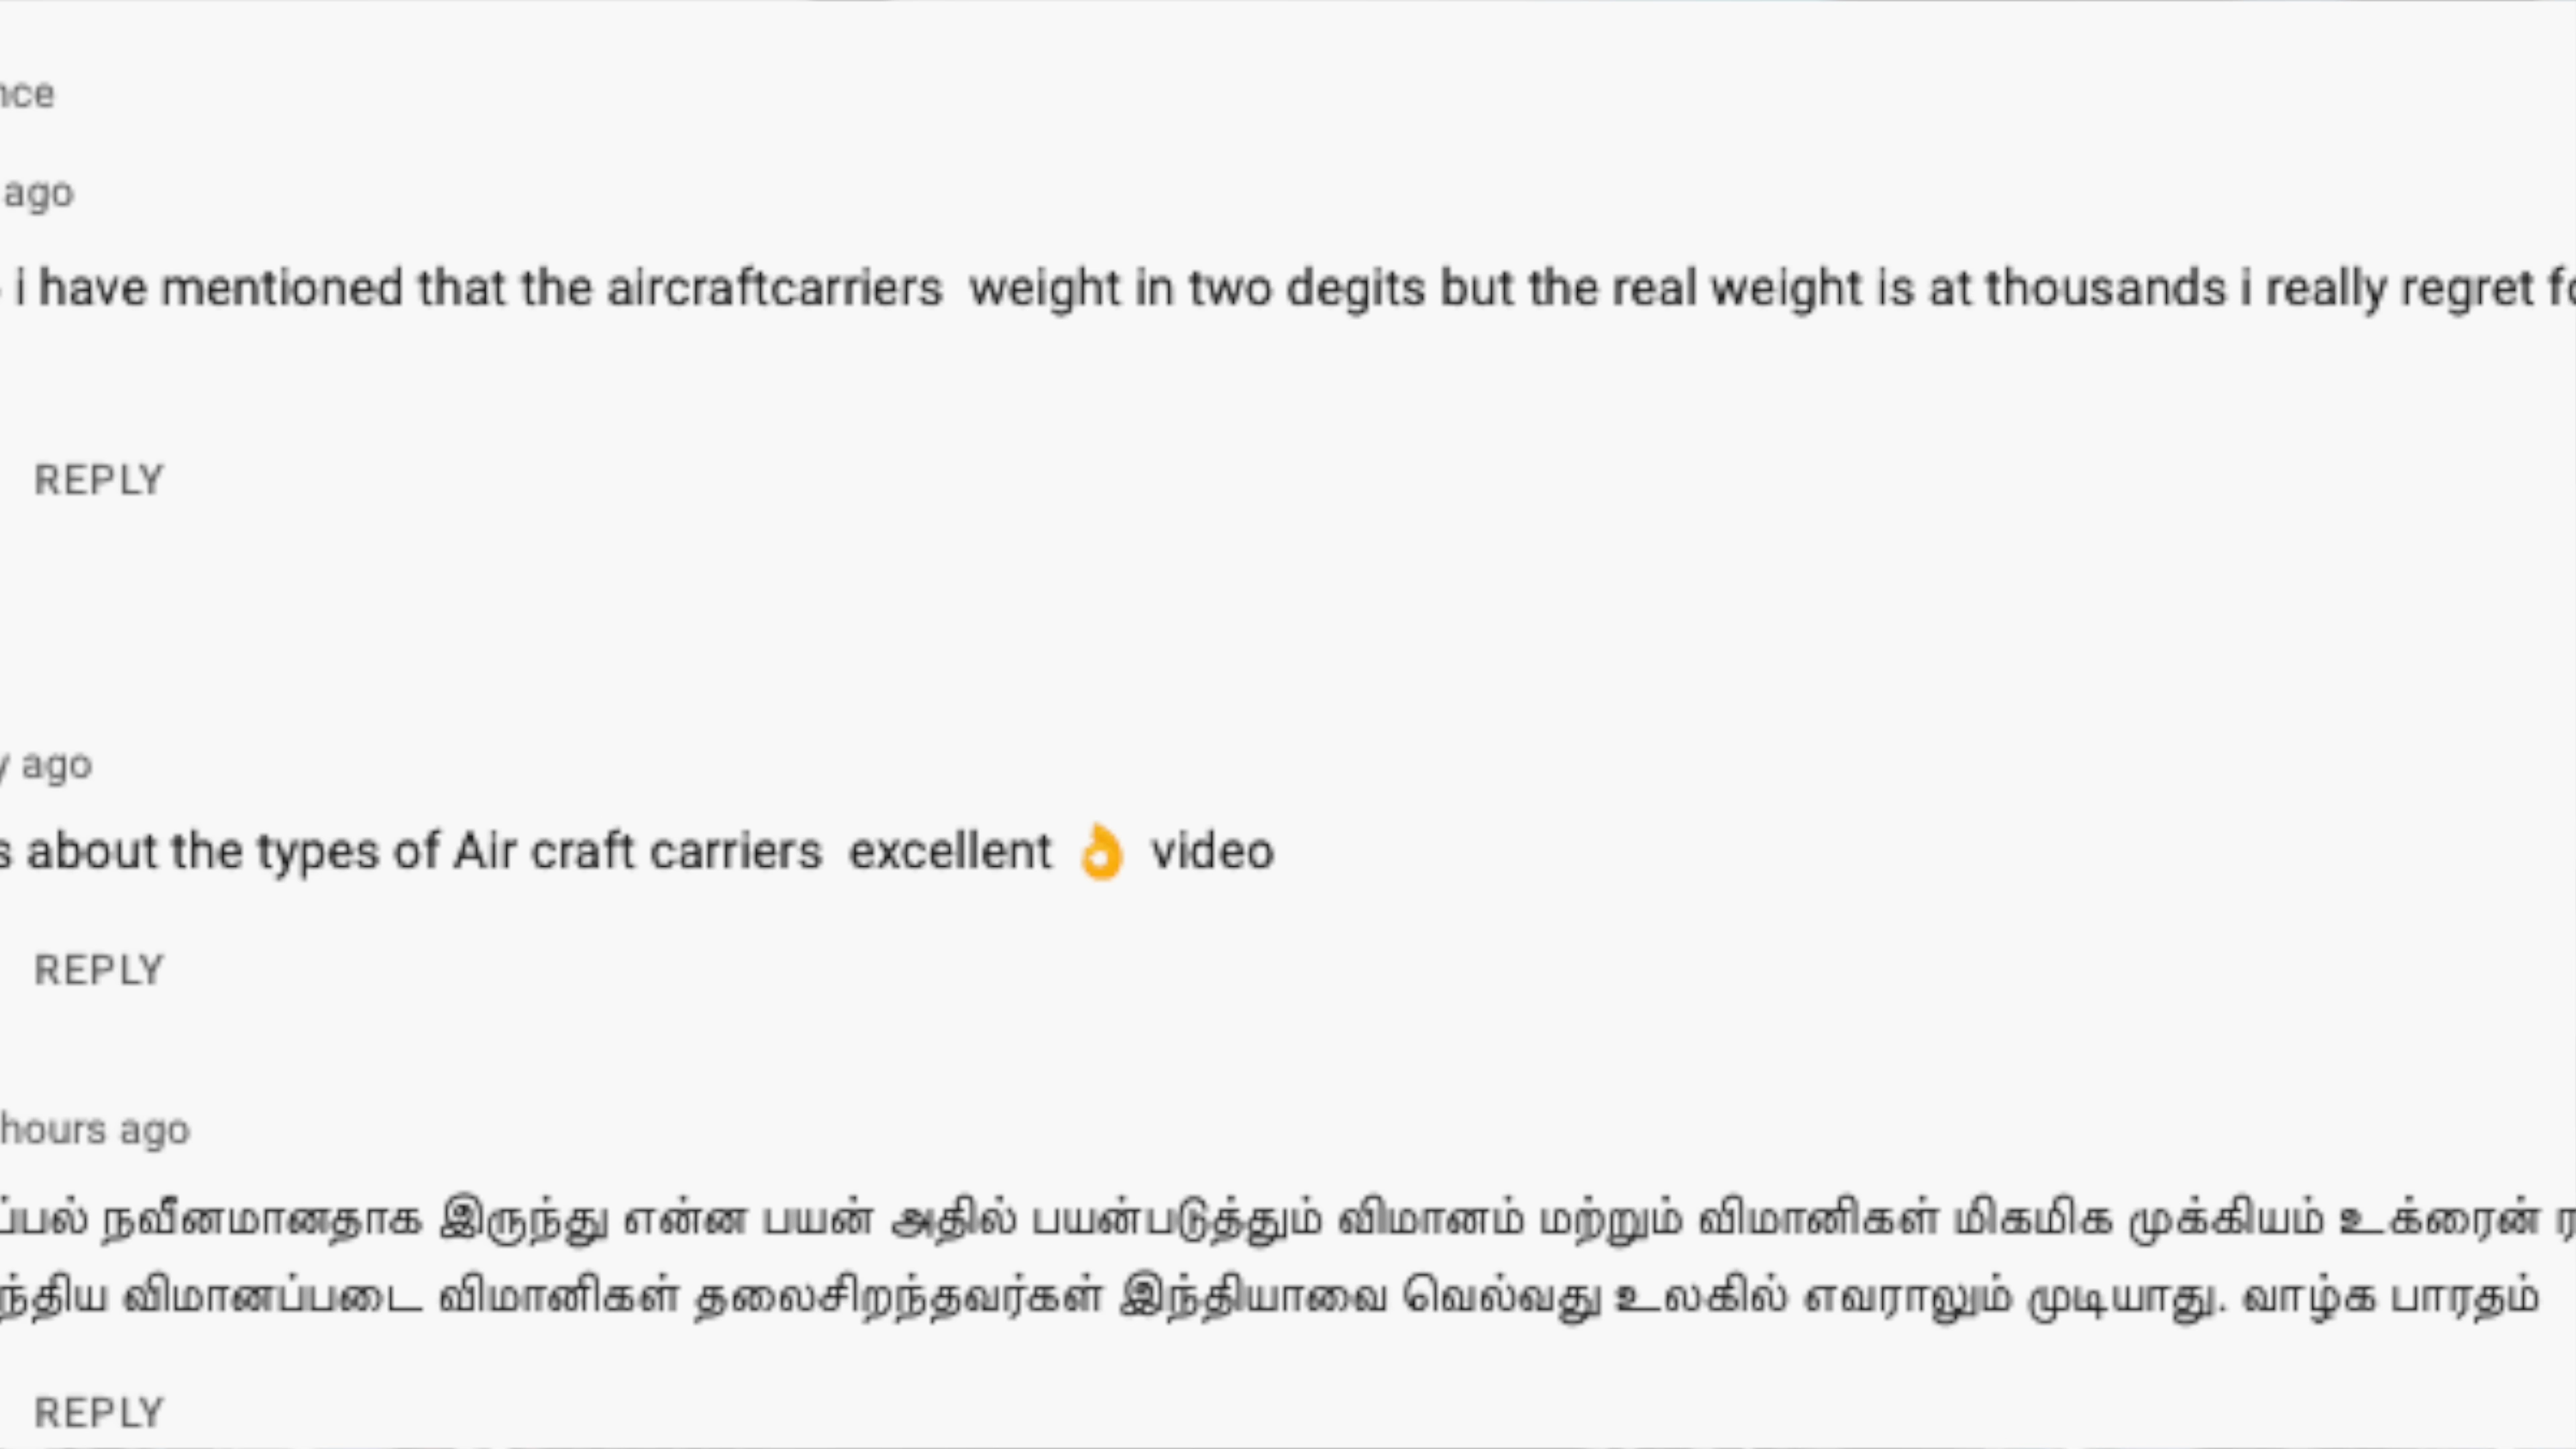 ago
i have mentioned that the aircraftcarriers weight in two degits but the real weight is at thousands i really regret
REPLY
ago
about the types of Air craft carriers excellent 👌 video
REPLY
hours ago
நவீனமானதாக இருந்து என்ன பயன் அதில் பயன்படுத்தும் விமானம் மற்றும் விமானிகள் மிகமிக முக்கியம் உக்ரைன்
விமானப்படை விமானிகள் தலைசிறந்தவர்கள் இந்தியாவை வெல்வது உலகில் எவராலும் முடியாது. வாழ்க பாரதம்
REPLY